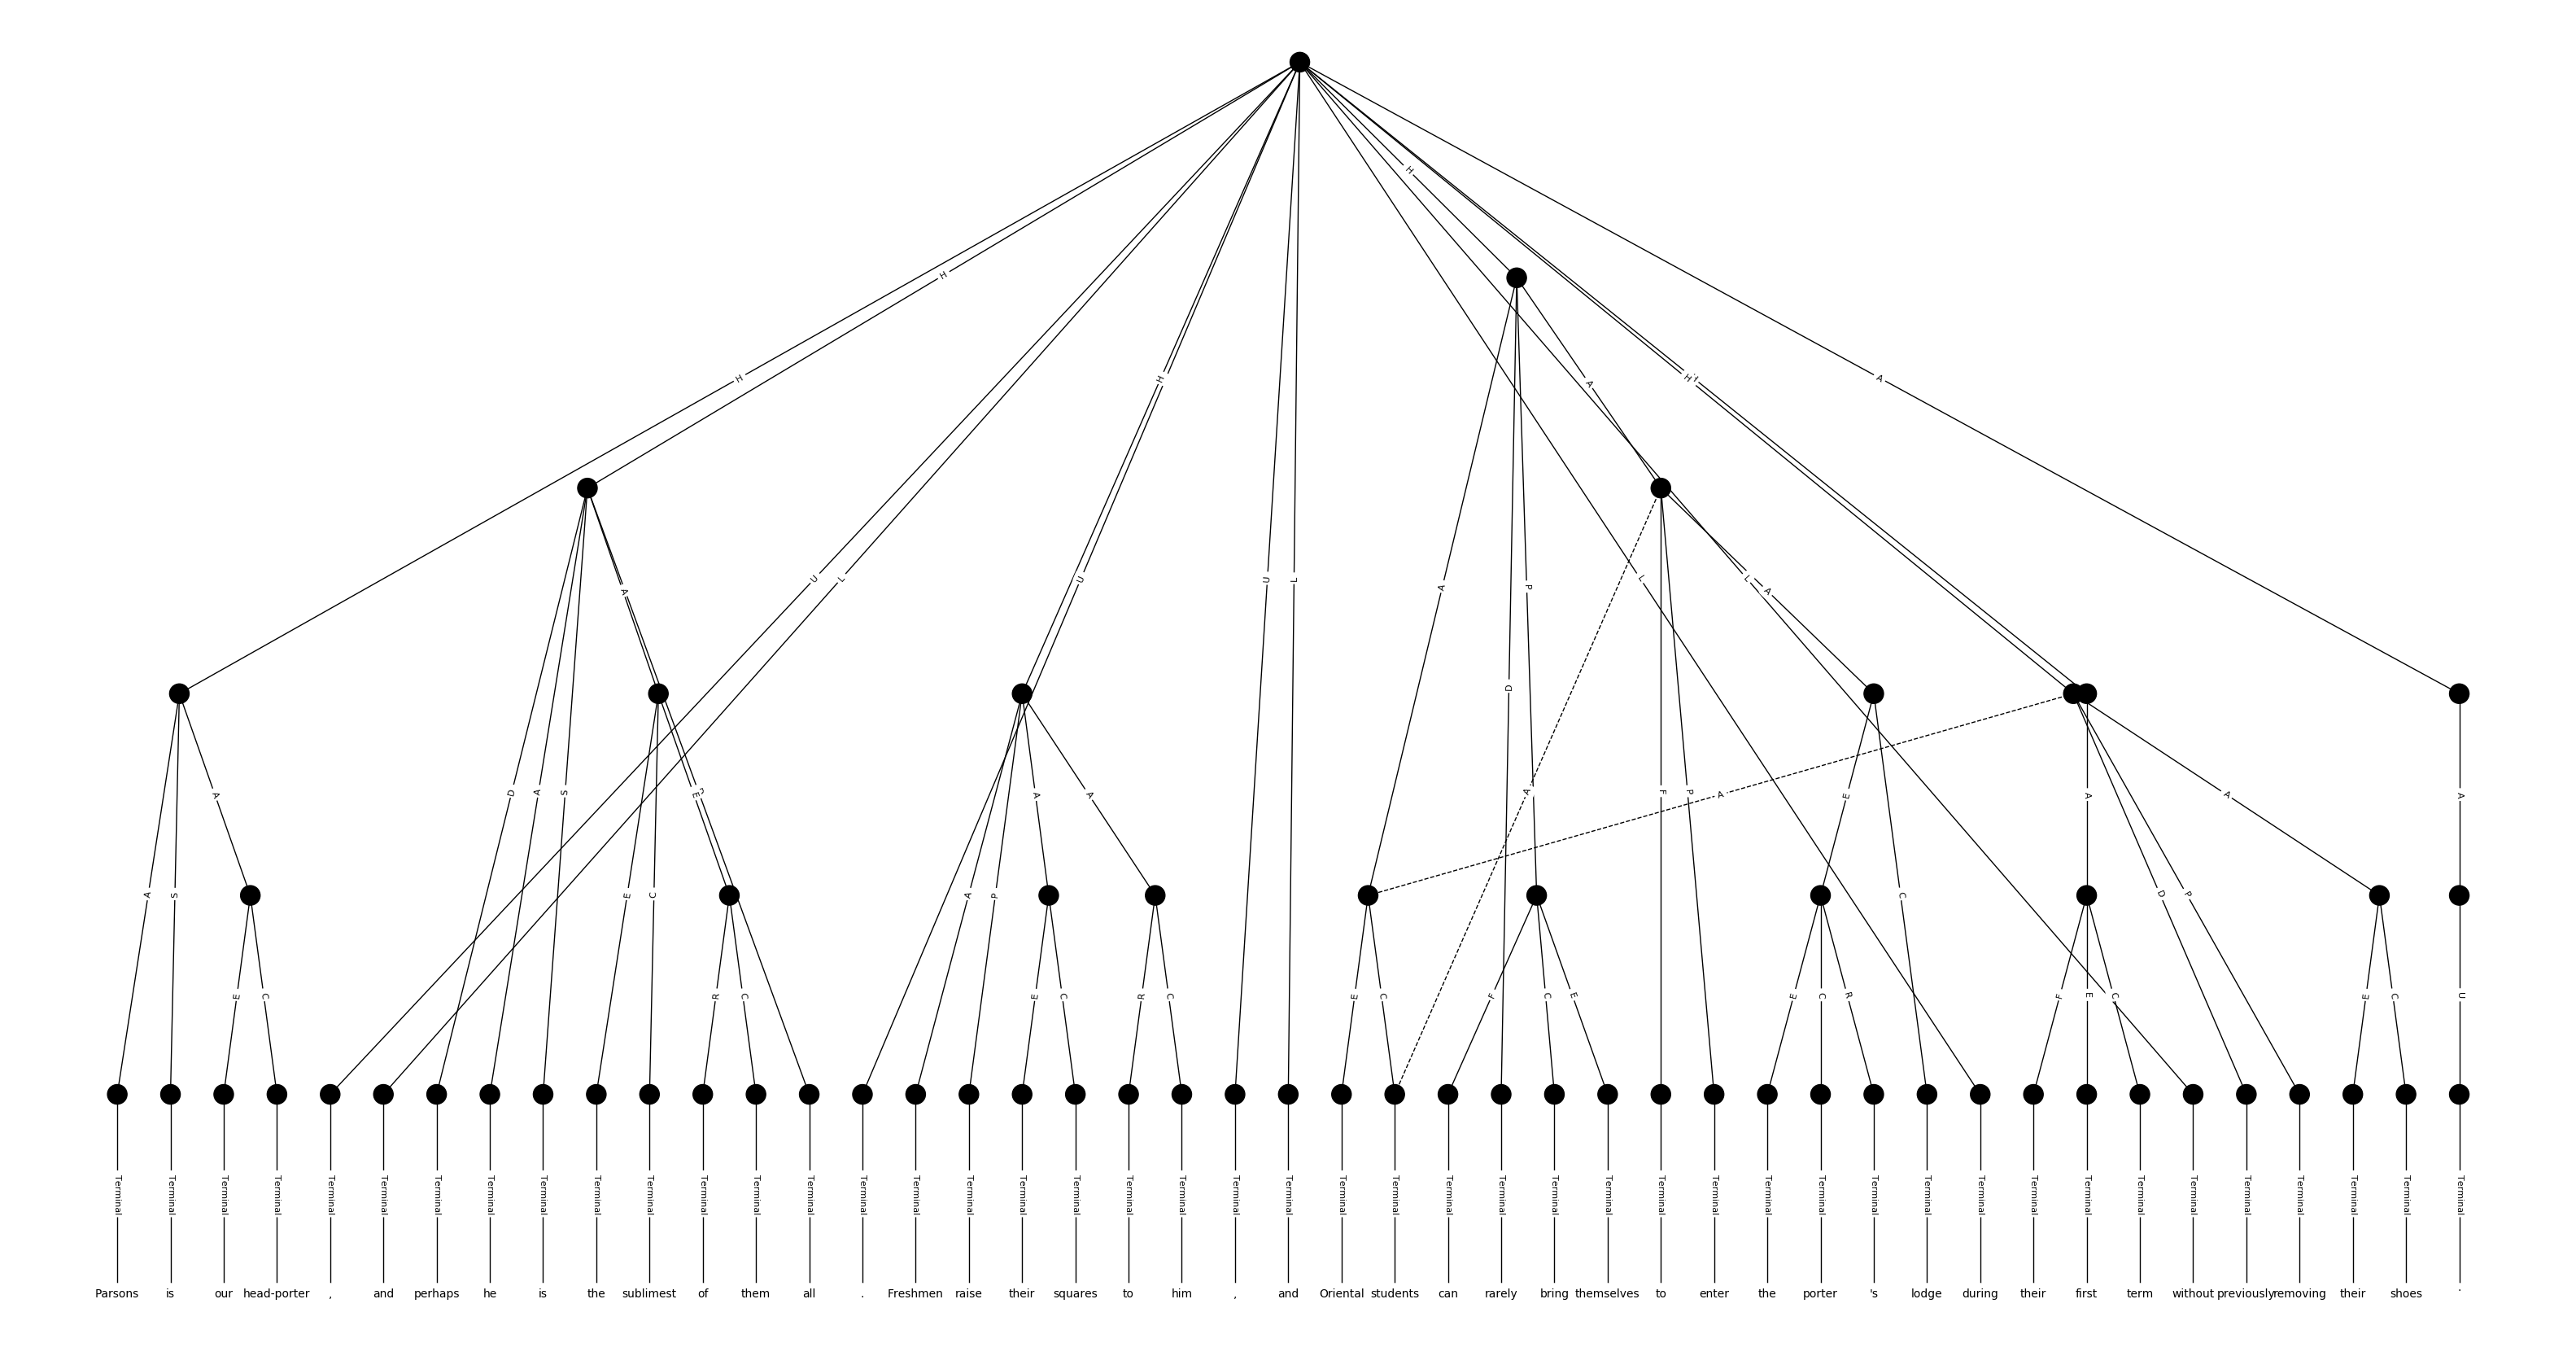 H
H
H
H
H
A
A
A
U
L
U
U
L
A
P
L
L
A
D
D
A
S
E
A
A
A
F
P
E
A
A
A
A
A
S
E
C
A
P
C
D
P
E
C
R
C
E
C
R
C
E
C
F
C
E
E
C
R
F
E
C
E
C
U
Terminal Terminal Terminal Terminal Terminal Terminal Terminal Terminal Terminal Terminal Terminal Terminal Terminal Terminal Terminal Terminal Terminal Terminal Terminal Terminal Terminal Terminal Terminal Terminal Terminal Terminal Terminal Terminal Terminal Terminal Terminal Terminal Terminal Terminal Terminal Terminal Terminal Terminal Terminal Terminal Terminal Terminal Terminal Terminal Terminal
Parsons is our head-porter , and perhaps he is the sublimest of them all . Freshmen raise their squares to him , and Oriental students can rarely bring themselves to enter the porter 's lodge during their first term without previously removing their shoes .